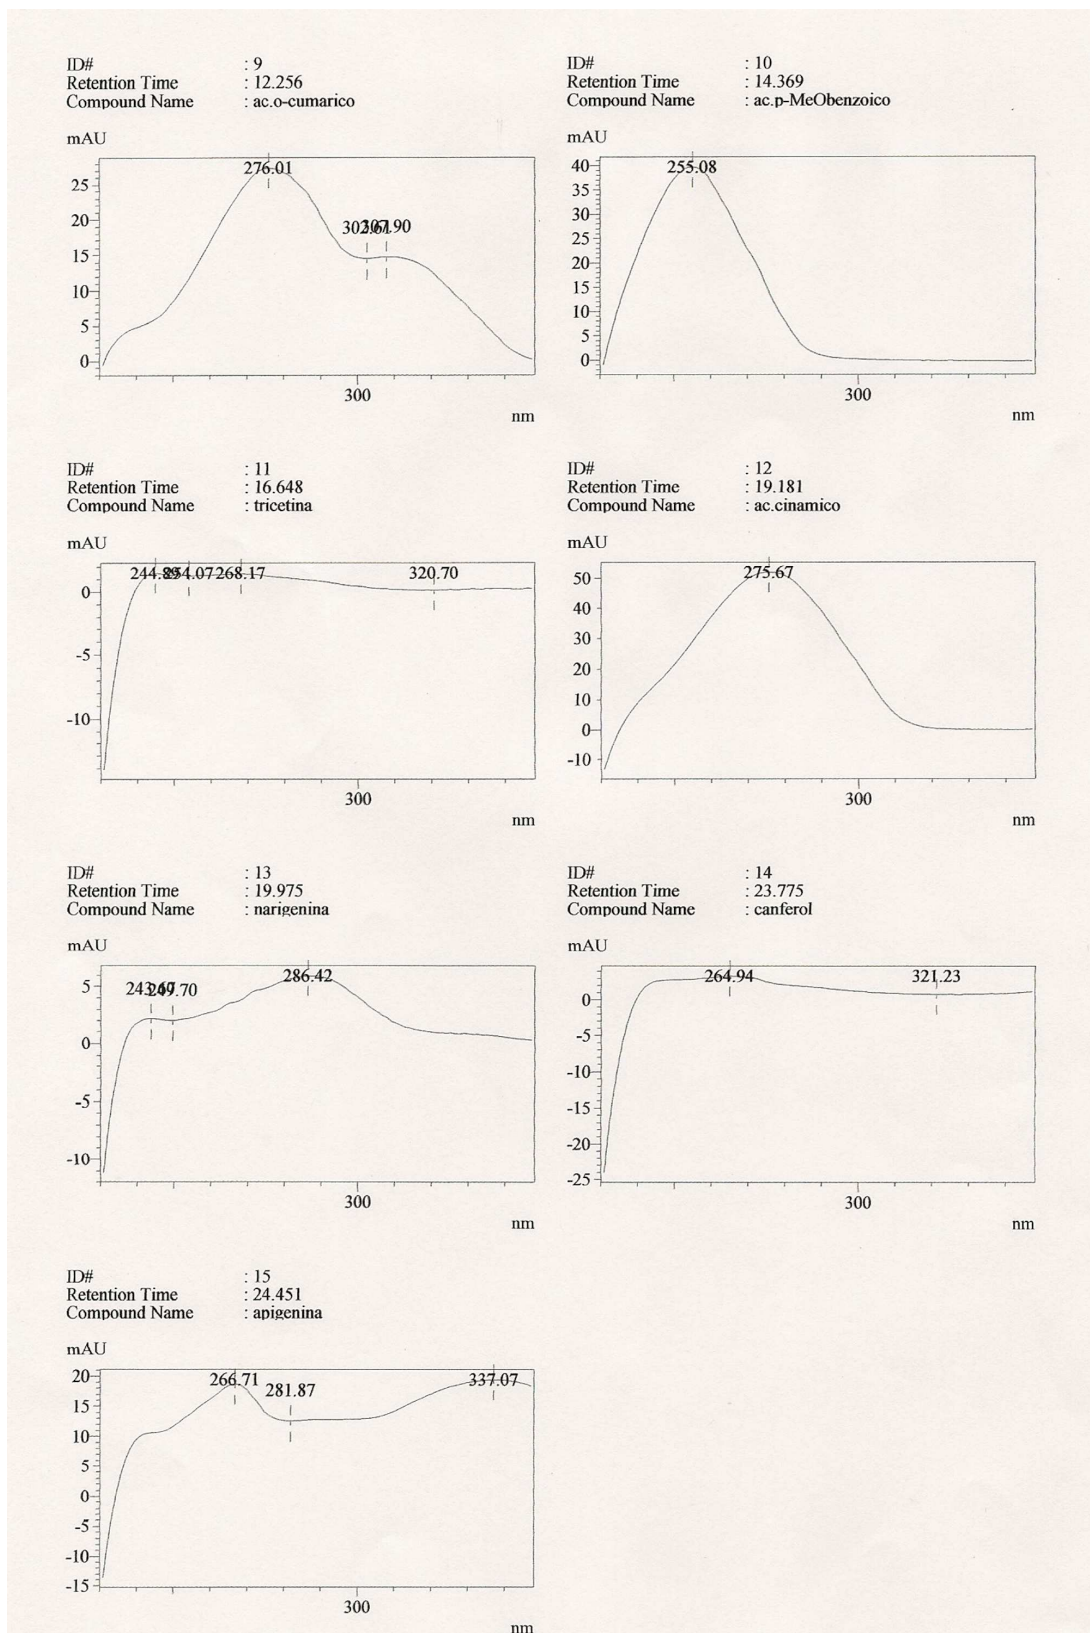 ID# : 9
Retention Time : 12.256
Compound Name : ac.o-cumarico
mAU
276.01
307.90
25
20
15
10
5
0
300
nm
ID# : 10
Retention Time : 14.369
Compound Name : ac.p-MeObenzoico
mAU
255.08
40
35
30
25
20
15
10
5
0
300
nm
ID# : 11
Retention Time : 16.648
Compound Name : tricetina
mAU
244.89 254.07 268.17 320.70
0
-5
-10
300
nm
ID# : 12
Retention Time : 19.181
Compound Name : ac.cinamico
mAU
275.67
50
40
30
20
10
0
-10
300
nm
ID# : 13
Retention Time : 19.975
Compound Name : narigenina
mAU
286.42
249.70
5
0
-5
-10
300
nm
ID# : 14
Retention Time : 23.775
Compound Name : canferol
mAU
264.94 321.23
0
-5
-10
-15
-20
-25
300
nm
ID# : 15
Retention Time : 24.451
Compound Name : apigenina
mAU
266.71 337.07
281.87
20
15
10
5
0
-5
-10
-15
300
nm